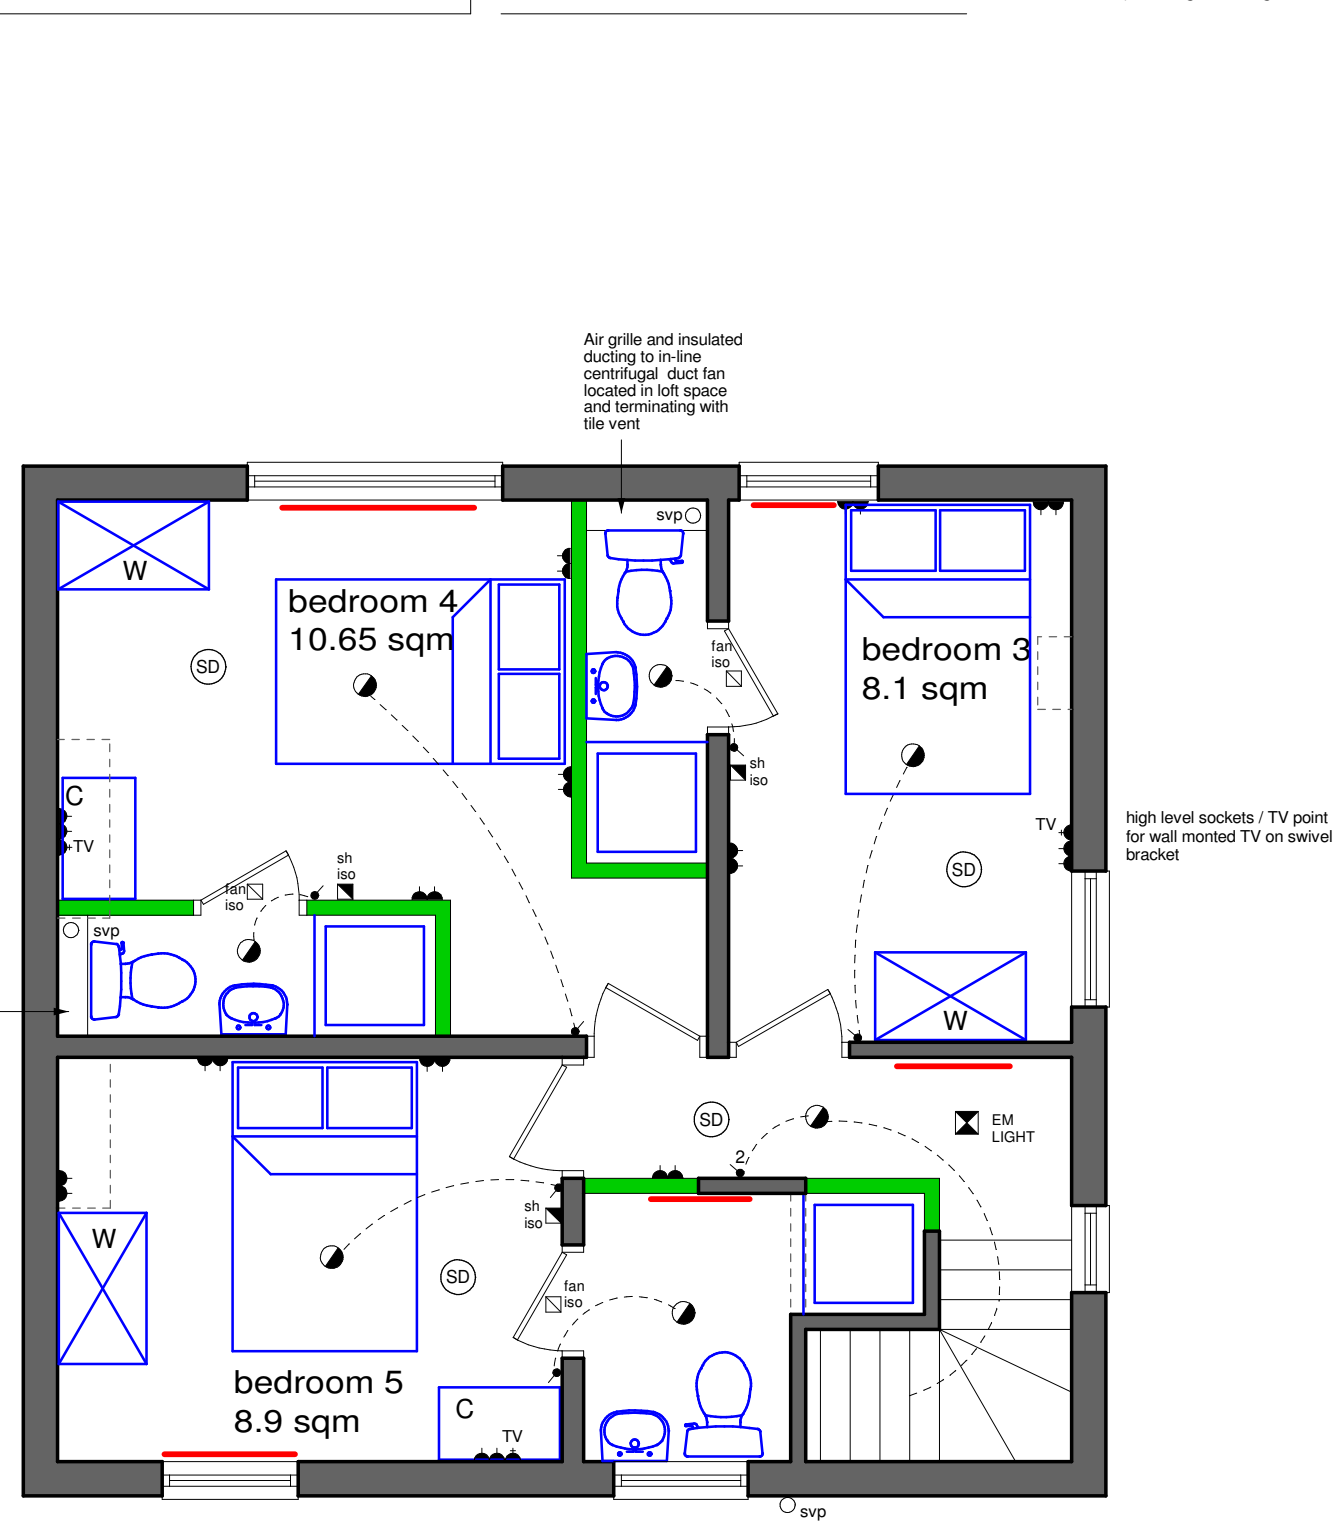 Air grille and insulated
ducting to in-line
centrifugal duct fan
located in loft space
and terminating with
tile vent
svp
W
bedroom 4
10.65 sqm
SD
fan
iso
bedroom 3
8.1 sqm
sh
iso
C
TV
TV
high level sockets / TV point
for wall monted TV on swivel
bracket
sh
iso
fan
iso
SD
svp
W
SD
EM
LIGHT
2
sh
iso
W
SD
fan
iso
bedroom 5
8.9 sqm
C
TV
svp